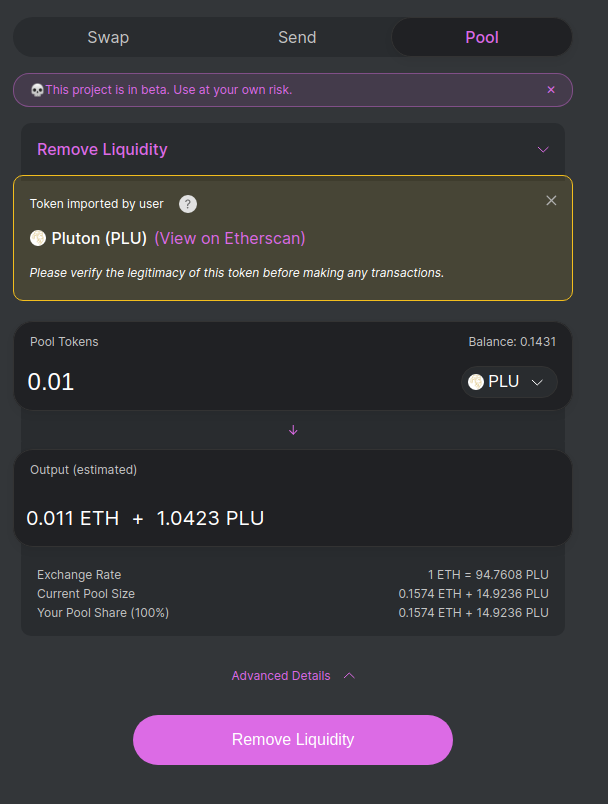 Swap Send Pool
💀This project is in beta. Use at your own risk. ×
Remove Liquidity
Token imported by user ?
Pluton (PLU) (View on Etherscan)
Please verify the legitimacy of this token before making any transactions.
Pool Tokens Balance: 0.1431
0.01 PLU
↓
Output (estimated)
0.011 ETH + 1.0423 PLU
Exchange Rate 1 ETH = 94.7608 PLU
Current Pool Size 0.1574 ETH + 14.9236 PLU
Your Pool Share (100%) 0.1574 ETH + 14.9236 PLU
Advanced Details
Remove Liquidity